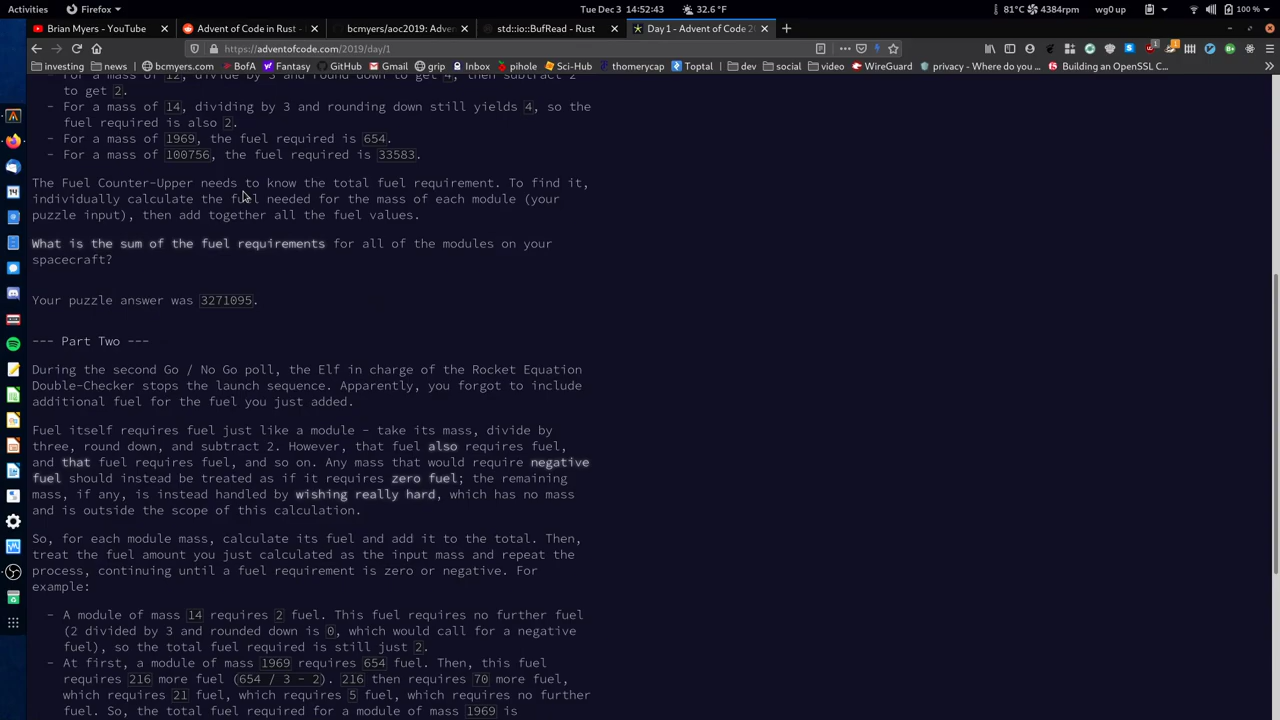 Activities Firefox Tue Dec 3 14:52:43 32.6 °F 81°C 4384rpm wg0 up 100 %
Brian Myers - YouTube × Advent of Code in Rust - × bcmyers/aoc2019: Adven × std::io::BufRead - Rust × Day 1 - Advent of Code 20 ×
https://adventofcode.com/2019/day/1
investing news bcmyers.com BofA Fantasy GitHub Gmail grip Inbox pihole Sci-Hub thomerycap Toptal dev social video WireGuard privacy - Where do you … Building an OpenSSL C…
- For a mass of 12, divide by 3 and round down to get 4, then subtract 2
to get 2.
- For a mass of 14, dividing by 3 and rounding down still yields 4, so the
fuel required is also 2.
- For a mass of 1969, the fuel required is 654.
- For a mass of 100756, the fuel required is 33583.
The Fuel Counter-Upper needs to know the total fuel requirement. To find it,
individually calculate the fuel needed for the mass of each module (your
puzzle input), then add together all the fuel values.
What is the sum of the fuel requirements for all of the modules on your
spacecraft?
Your puzzle answer was 3271095.
--- Part Two ---
During the second Go / No Go poll, the Elf in charge of the Rocket Equation
Double-Checker stops the launch sequence. Apparently, you forgot to include
additional fuel for the fuel you just added.
Fuel itself requires fuel just like a module - take its mass, divide by
three, round down, and subtract 2. However, that fuel also requires fuel,
and that fuel requires fuel, and so on. Any mass that would require negative
fuel should instead be treated as if it requires zero fuel; the remaining
mass, if any, is instead handled by wishing really hard, which has no mass
and is outside the scope of this calculation.
So, for each module mass, calculate its fuel and add it to the total. Then,
treat the fuel amount you just calculated as the input mass and repeat the
process, continuing until a fuel requirement is zero or negative. For
example:
- A module of mass 14 requires 2 fuel. This fuel requires no further fuel
(2 divided by 3 and rounded down is 0, which would call for a negative
fuel), so the total fuel required is still just 2.
- At first, a module of mass 1969 requires 654 fuel. Then, this fuel
requires 216 more fuel (654 / 3 - 2). 216 then requires 70 more fuel,
which requires 21 fuel, which requires 5 fuel, which requires no further
fuel. So, the total fuel required for a module of mass 1969 is